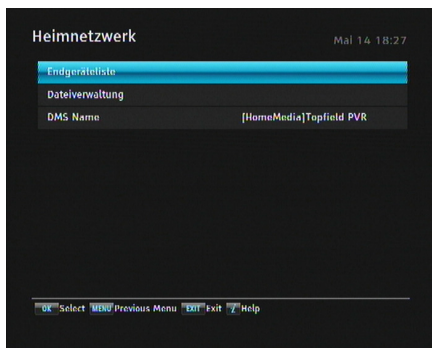 Heimnetzwerk
Mai 14 18:27
Endgeräteliste
Dateiverwaltung
DMS Name [HomeMedia]Topfield PVR
OK Select MENU Previous Menu EXIT Exit i Help